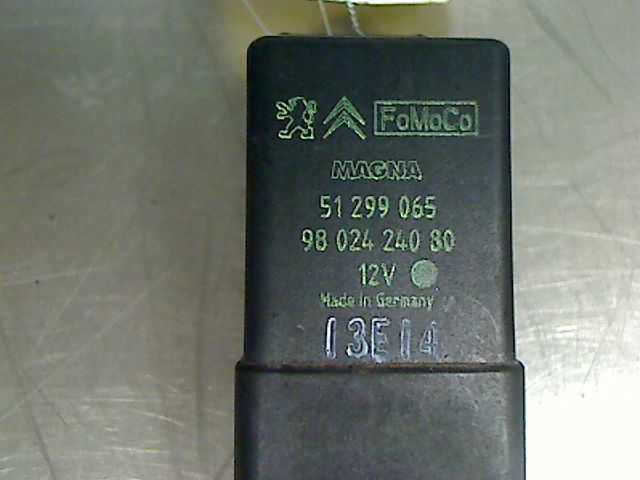 FoMoCo
MAGNA
51 299 065
98 024 240 80
12V
Made in Germany
13E14